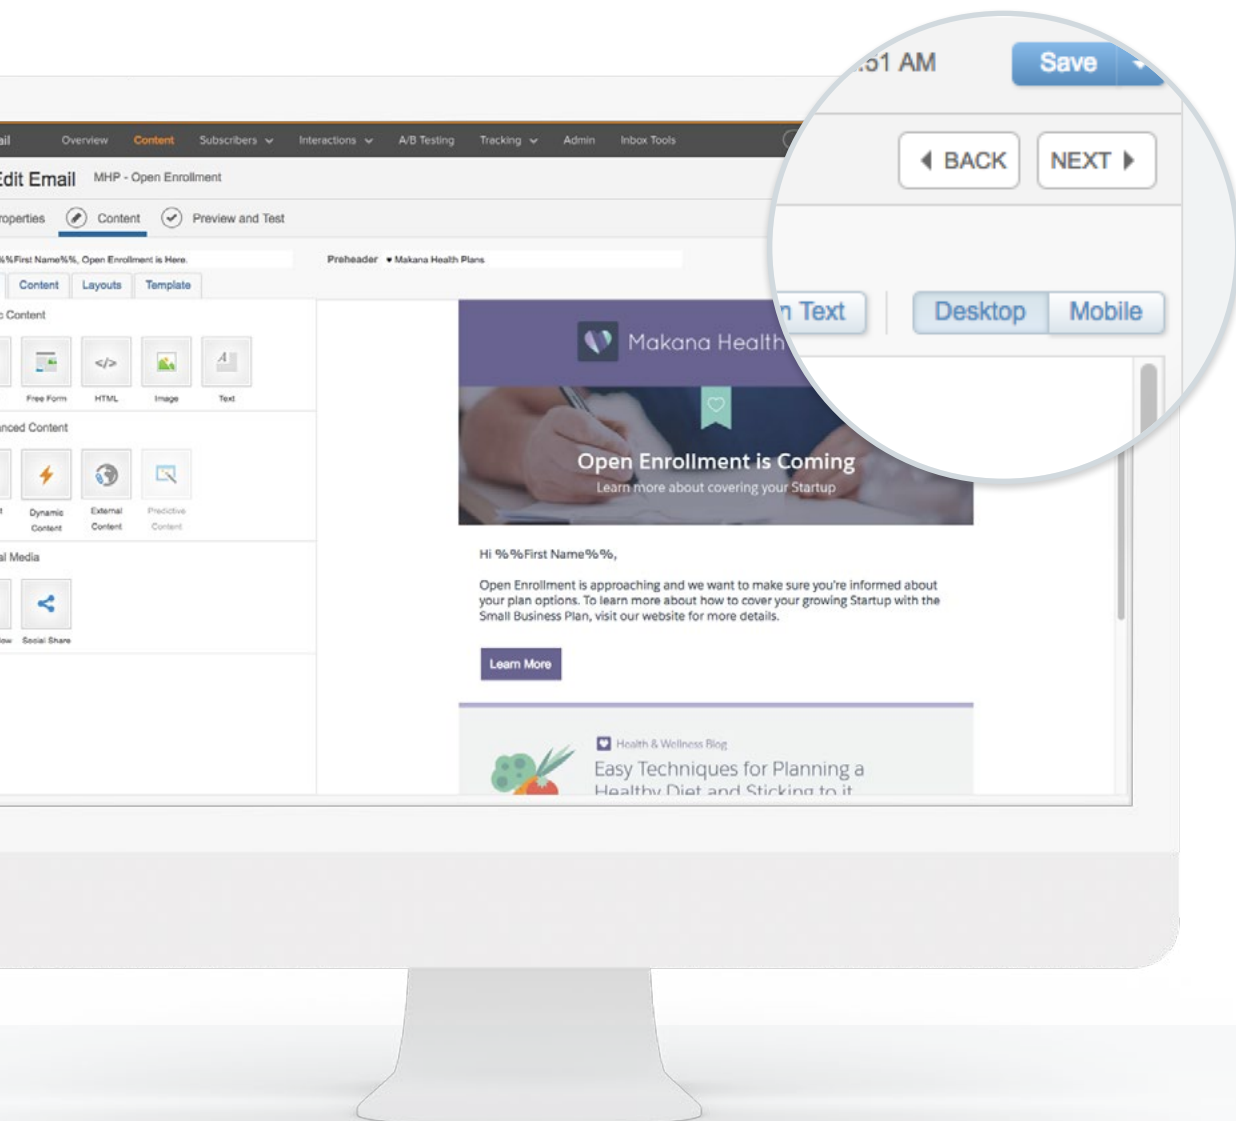 51 AM
Save
BACK
NEXT
Text
Desktop
Mobile
Overview Content Subscribers Interactions A/B Testing Tracking Admin Inbox Tools
Edit Email MHP - Open Enrollment
Content Preview and Test
%%First Name%%, Open Enrollment is Here.
Preheader ♥ Makana Health Plans
Content Layouts Template
Content
Free Form HTML Image Text
Content
Dynamic Content
External Content
Predictive Content
Media
Social Share
Makana Health
Open Enrollment is Coming
Learn more about covering your Startup
Hi %%First Name%%,
Open Enrollment is approaching and we want to make sure you're informed about
your plan options. To learn more about how to cover your growing Startup with the
Small Business Plan, visit our website for more details.
Learn More
Health & Wellness Blog
Easy Techniques for Planning a
Healthy Diet and Sticking to it